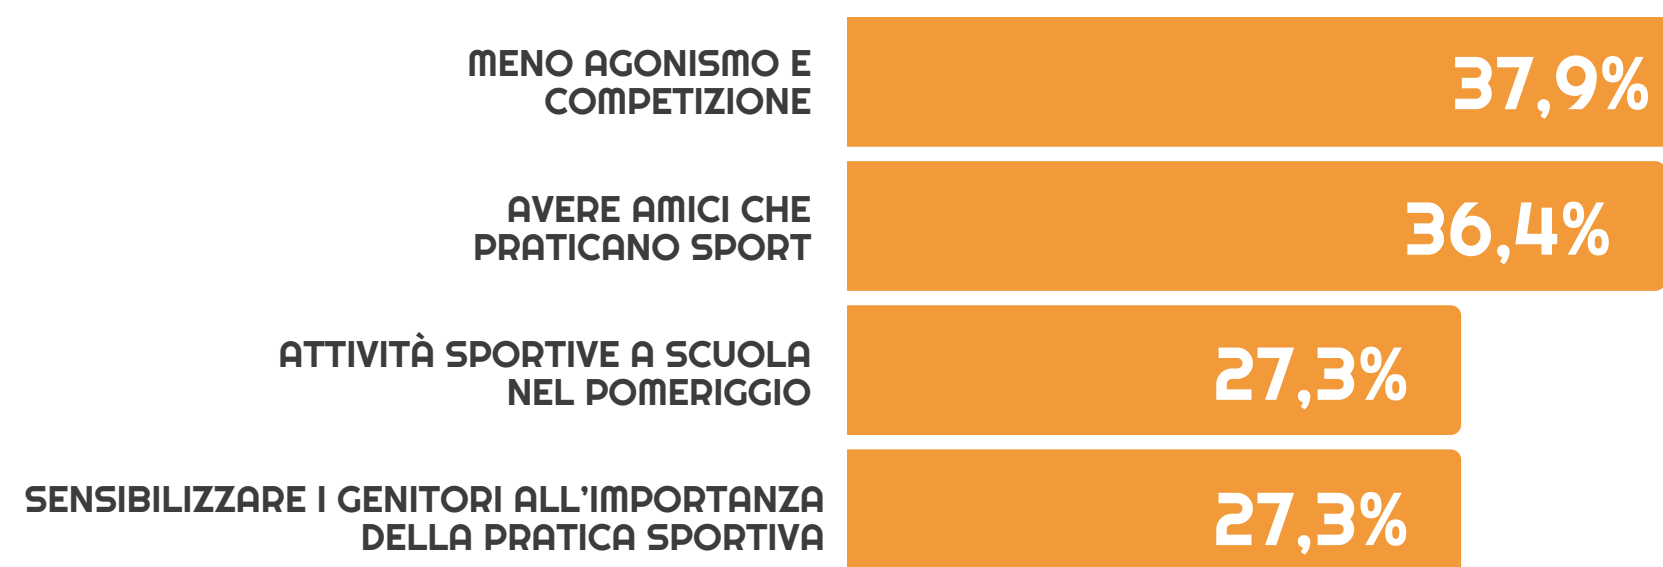 MENO AGONISMO E
COMPETIZIONE
37,9%
AVERE AMICI CHE
PRATICANO SPORT
36,4%
ATTIVITÀ SPORTIVE A SCUOLA
NEL POMERIGGIO
27,3%
SENSIBILIZZARE I GENITORI ALL’IMPORTANZA
DELLA PRATICA SPORTIVA
27,3%